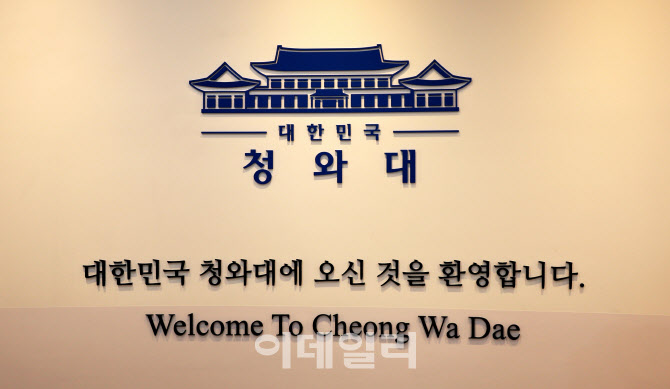 대한민국
청와대
대한민국 청와대에 오신 것을 환영합니다.
Welcome To Cheong Wa Dae
이데일리